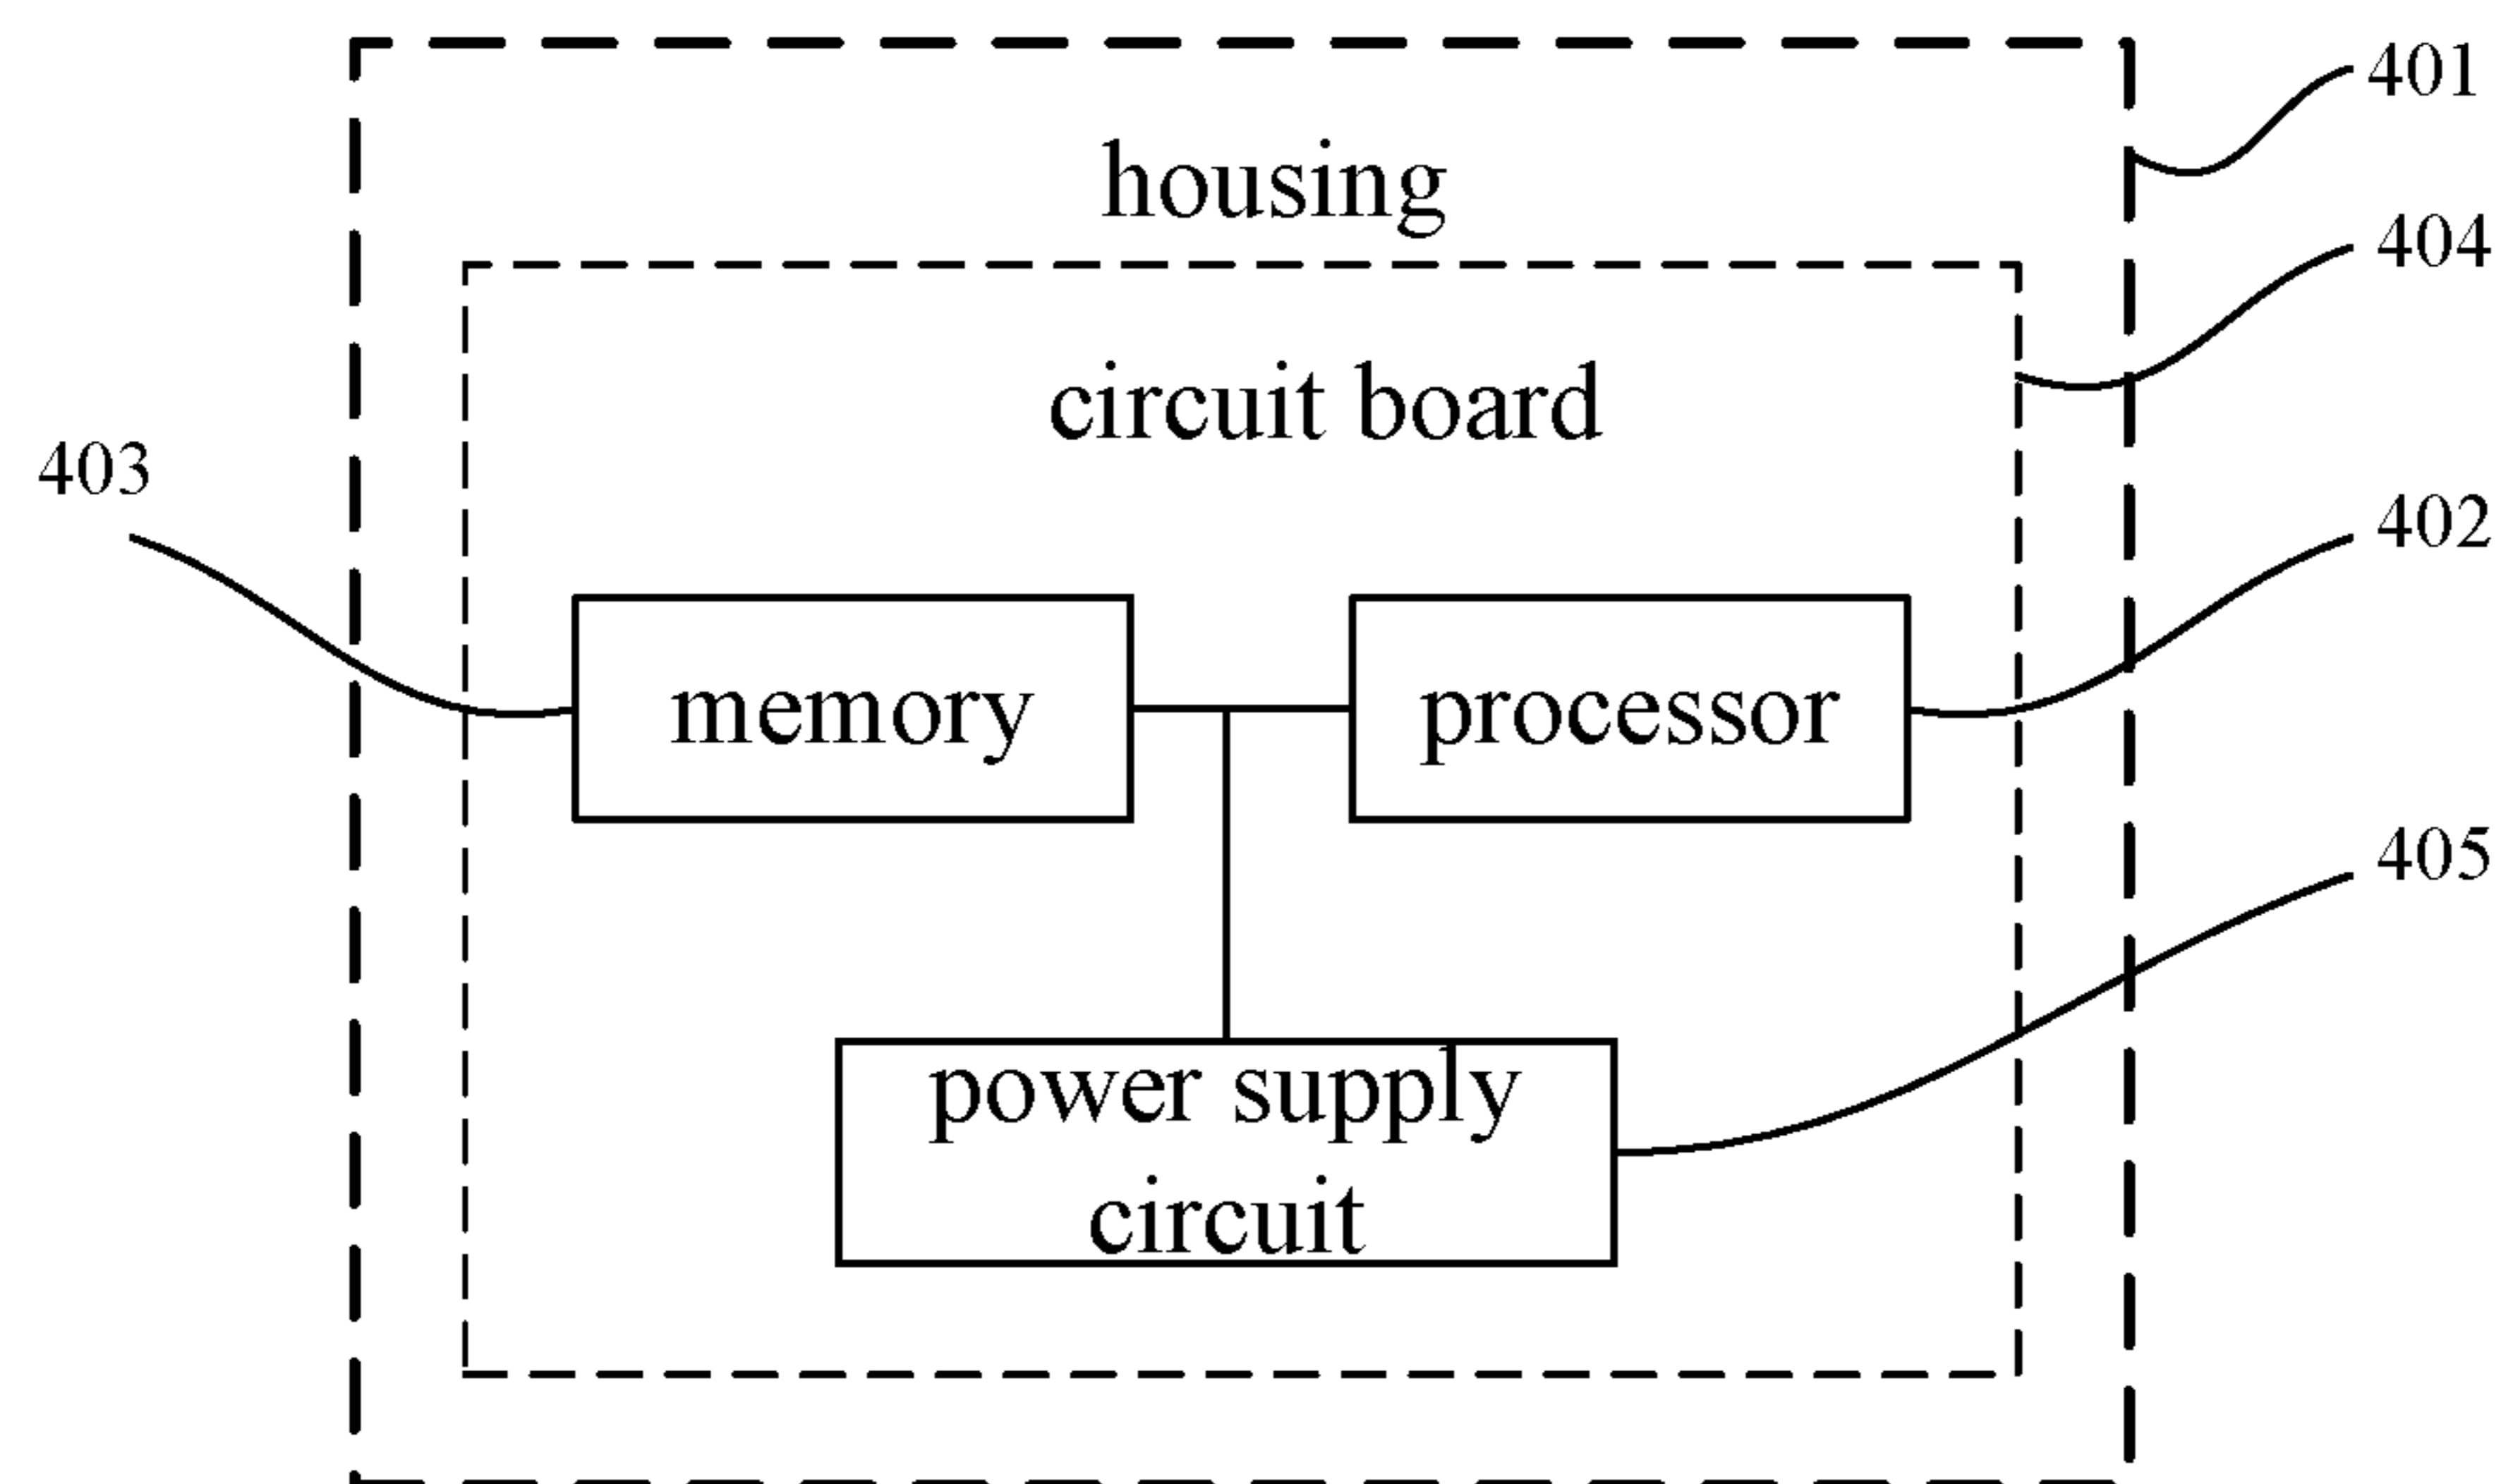 401
housing
404
circuit board
403
402
memory
processor
405
power supply
circuit